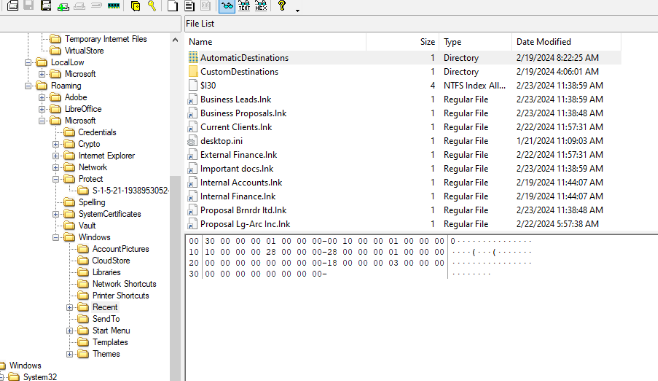 TEXT HEX
File List
Temporary Internet Files
VirtualStore
LocalLow
Microsoft
Roaming
Adobe
LibreOffice
Microsoft
Credentials
Crypto
Internet Explorer
Network
Protect
S-1-5-21-1938953052
Spelling
SystemCertificates
Vault
Windows
AccountPictures
CloudStore
Libraries
Network Shortcuts
Printer Shortcuts
Recent
SendTo
Start Menu
Templates
Themes
Windows
System32
Name Size Type Date Modified
AutomaticDestinations 1 Directory 2/19/2024 8:22:25 AM
CustomDestinations 1 Directory 2/19/2024 4:06:01 AM
$I30 4 NTFS Index All... 2/23/2024 11:38:59 AM
Business Leads.lnk 1 Regular File 2/23/2024 11:38:59 AM
Business Proposals.lnk 1 Regular File 2/23/2024 11:38:48 AM
Current Clients.lnk 1 Regular File 2/22/2024 11:57:31 AM
desktop.ini 1 Regular File 1/21/2024 11:09:03 AM
External Finance.lnk 1 Regular File 2/22/2024 11:57:31 AM
Important docs.lnk 1 Regular File 2/23/2024 11:38:59 AM
Internal Accounts.lnk 1 Regular File 2/19/2024 11:44:07 AM
Internal Finance.lnk 1 Regular File 2/19/2024 11:44:07 AM
Proposal Brnrdr ltd.lnk 1 Regular File 2/23/2024 11:38:48 AM
Proposal Lg-Arc Inc.lnk 1 Regular File 2/22/2024 5:57:38 AM
00 30 00 00 00 01 00 00 00-00 10 00 00 01 00 00 00 0···············
10 10 00 00 00 28 00 00 00-28 00 00 00 01 00 00 00 ····(···(·······
20 00 00 00 00 00 00 00 00-18 00 00 00 03 00 00 00 ················
30 00 00 00 00 00 00 00 00- ········